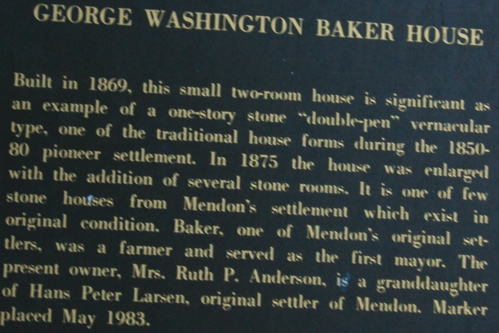 GEORGE WASHINGTON BAKER HOUSE
Built in 1869, this small two-room house is significant as
an example of a one-story stone “double-pen” vernacular
type, one of the traditional house forms during the 1850-
80 pioneer settlement. In 1875 the house was enlarged
with the addition of several stone rooms. It is one of few
stone houses from Mendon's settlement which exist in
original condition. Baker, one of Mendon's original set-
tlers, was a farmer and served as the first mayor. The
present owner, Mrs. Ruth P. Anderson, is a granddaughter
of Hans Peter Larsen, original settler of Mendon. Marker
placed May 1983.